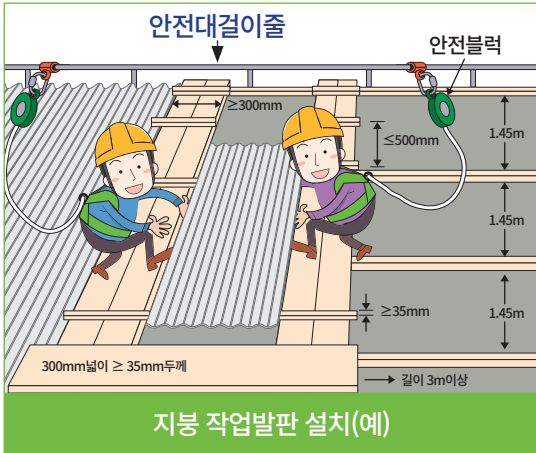 안전대걸이줄
안전블럭
≥300mm
≤500mm
1.45m
1.45m
≥35mm
1.45m
300mm넓이 ≥ 35mm두께
길이 3m이상
지붕 작업발판 설치(예)